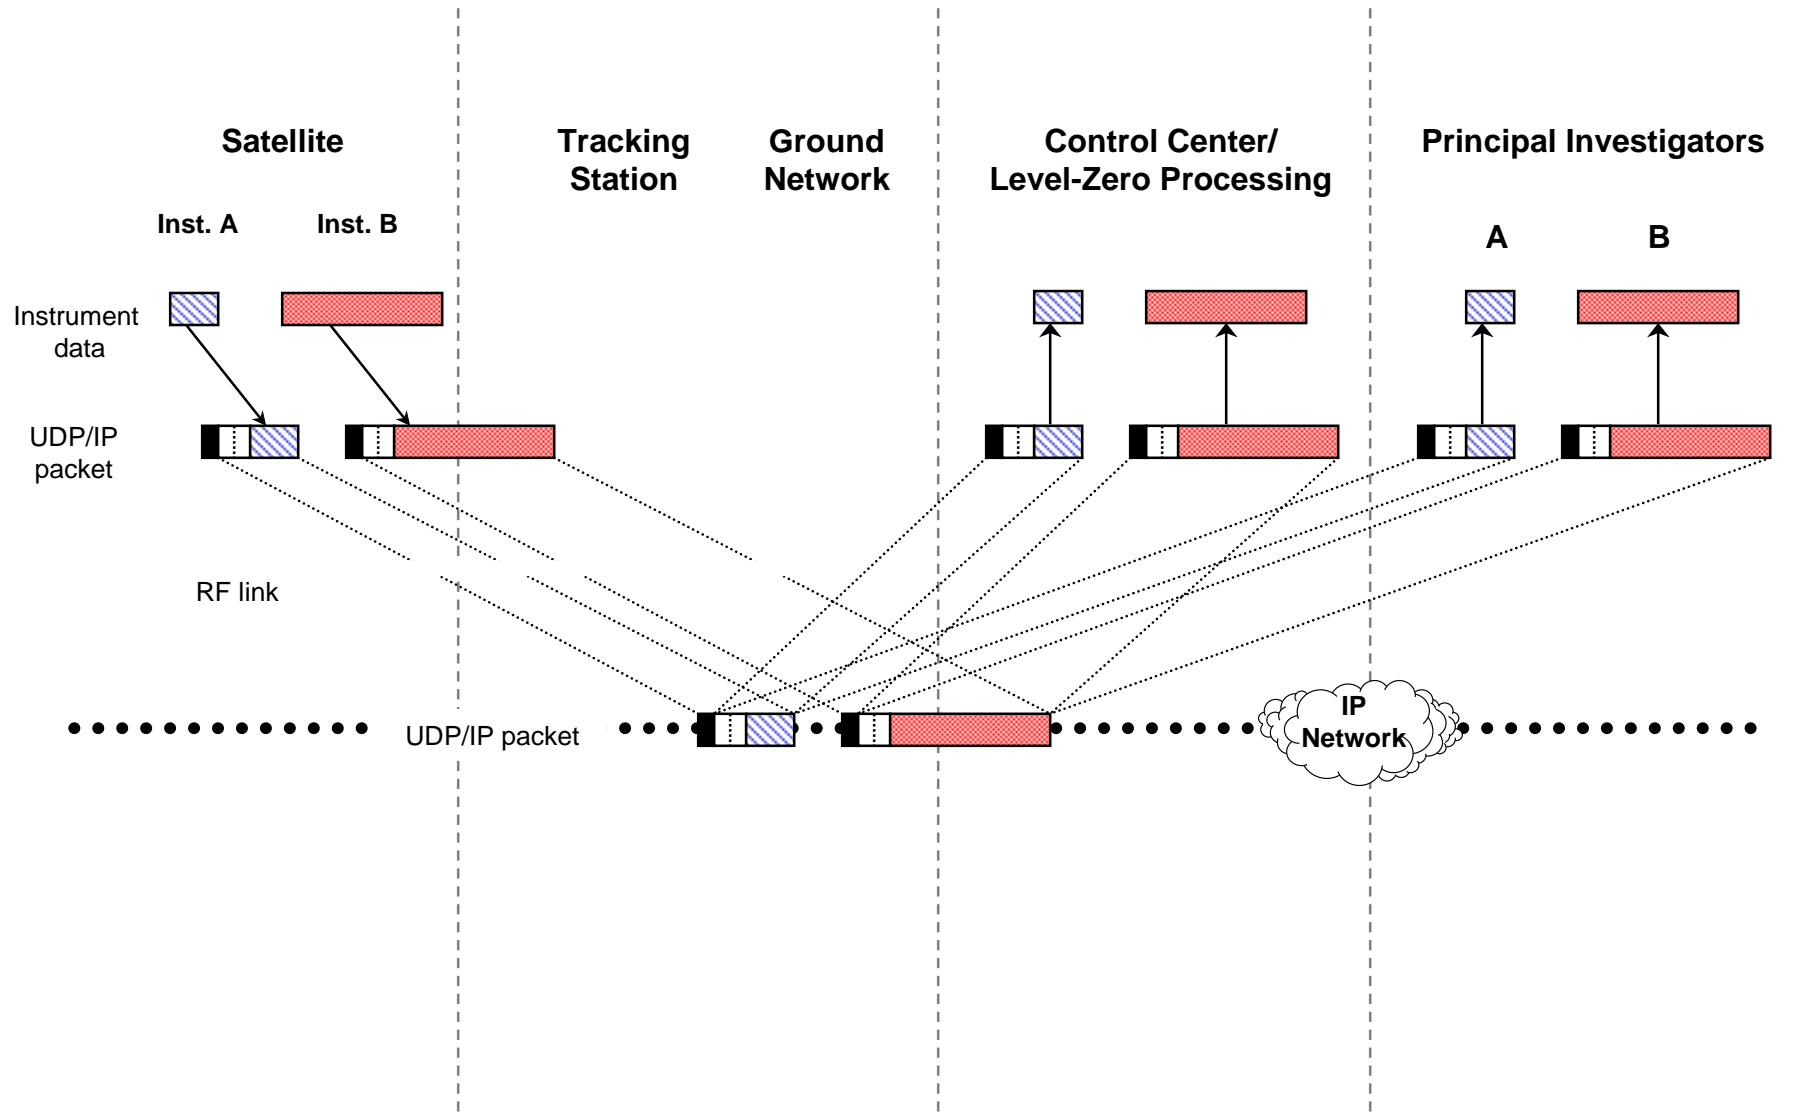 Satellite
Tracking
Station
Ground
Network
Control Center/
Level-Zero Processing
Principal Investigators
Inst. A
Inst. B
A
B
Instrument
data
UDP/IP
packet
RF link
UDP/IP packet
IP
Network